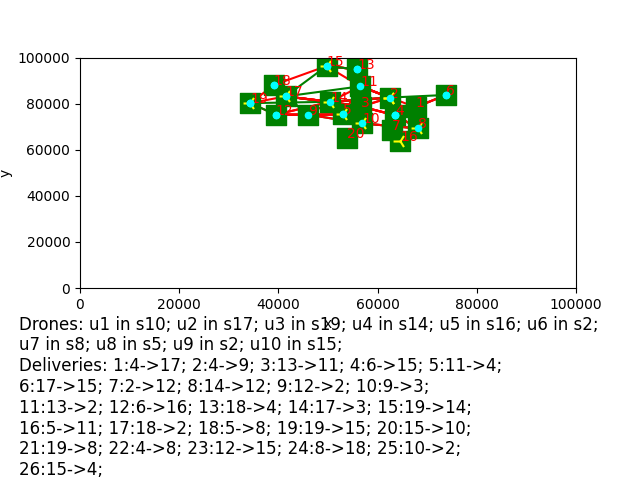 100000
80000
60000
40000
20000
0
y
0 20000 40000 60000 80000 100000
x
Drones: u1 in s10; u2 in s17; u3 in s19; u4 in s14; u5 in s16; u6 in s2;
u7 in s8; u8 in s5; u9 in s2; u10 in s15;
Deliveries: 1:4->17; 2:4->9; 3:13->11; 4:6->15; 5:11->4;
6:17->15; 7:2->12; 8:14->12; 9:12->2; 10:9->3;
11:13->2; 12:6->16; 13:18->4; 14:17->3; 15:19->14;
16:5->11; 17:18->2; 18:5->8; 19:19->15; 20:15->10;
21:19->8; 22:4->8; 23:12->15; 24:8->18; 25:10->2;
26:15->4;